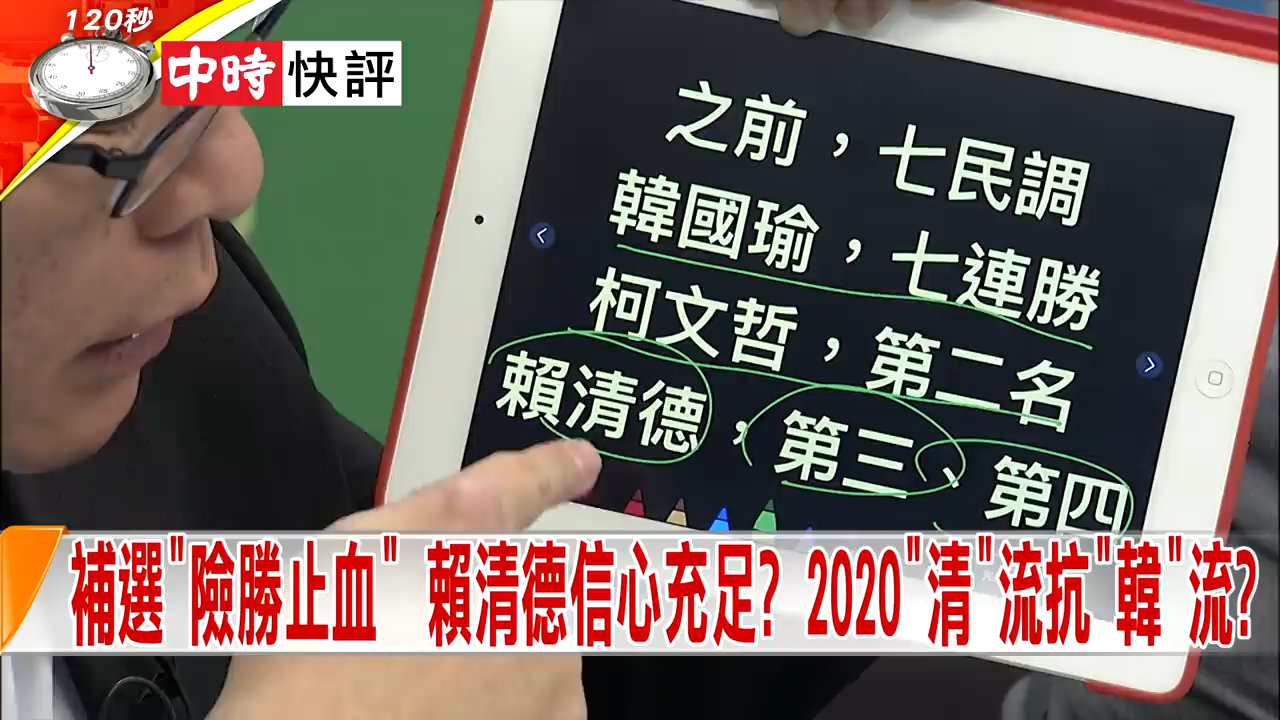 120秒
中時快評
之前，七民調
韓國瑜，七連勝
柯文哲，第二名
賴清德，第三、第四
補選"險勝止血" 賴清德信心充足? 2020"清"流抗"韓"流?